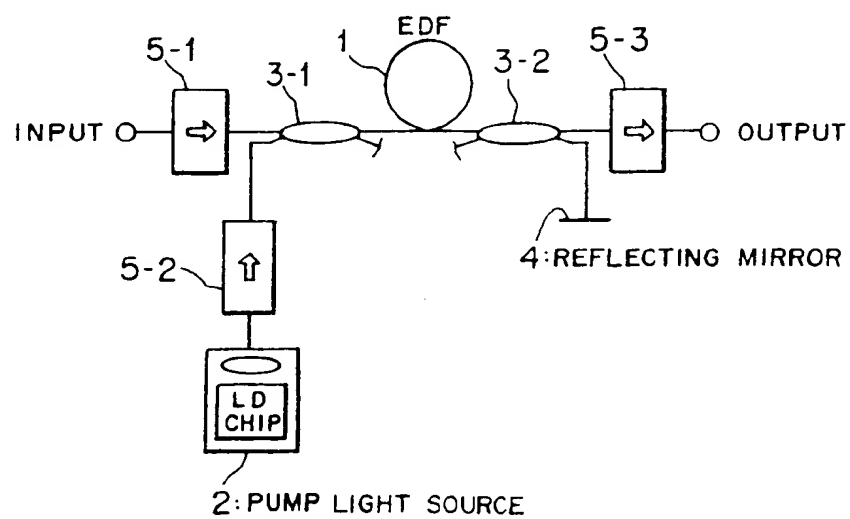 EDF
1
5-1
5-3
3-1
3-2
INPUT
OUTPUT
4:REFLECTING MIRROR
5-2
LD
CHIP
2:PUMP LIGHT SOURCE